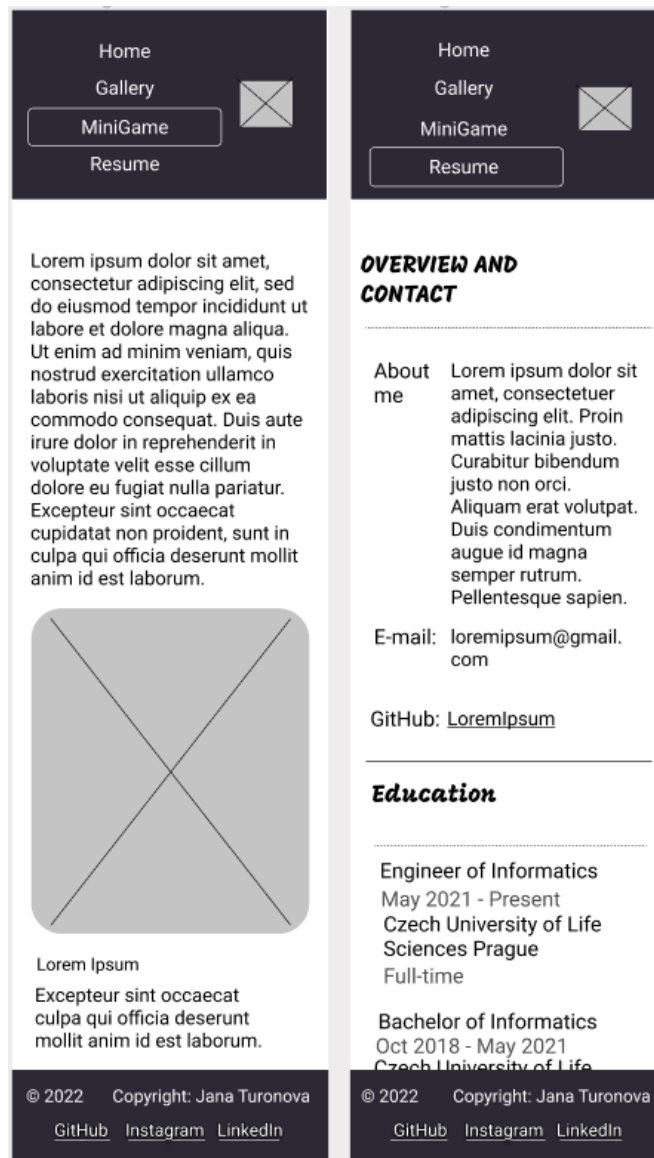 Home
Gallery
MiniGame
Resume
Lorem ipsum dolor sit amet,
consectetur adipiscing elit, sed
do eiusmod tempor incididunt ut
labore et dolore magna aliqua.
Ut enim ad minim veniam, quis
nostrud exercitation ullamco
laboris nisi ut aliquip ex ea
commodo consequat. Duis aute
irure dolor in reprehenderit in
voluptate velit esse cillum
dolore eu fugiat nulla pariatur.
Excepteur sint occaecat
cupidatat non proident, sunt in
culpa qui officia deserunt mollit
anim id est laborum.
Lorem Ipsum
Excepteur sint occaecat
culpa qui officia deserunt
mollit anim id est laborum.
© 2022 Copyright: Jana Turonova
GitHub Instagram LinkedIn
Home
Gallery
MiniGame
Resume
OVERVIEW AND
CONTACT
About me
Lorem ipsum dolor sit
amet, consectetuer
adipiscing elit. Proin
mattis lacinia justo.
Curabitur bibendum
justo non orci.
Aliquam erat volutpat.
Duis condimentum
augue id magna
semper rutrum.
Pellentesque sapien.
E-mail: loremipsum@gmail.
com
GitHub: LoremIpsum
Education
Engineer of Informatics
May 2021 - Present
Czech University of Life
Sciences Prague
Full-time
Bachelor of Informatics
Oct 2018 - May 2021
Czech University of Life
© 2022 Copyright: Jana Turonova
GitHub Instagram LinkedIn